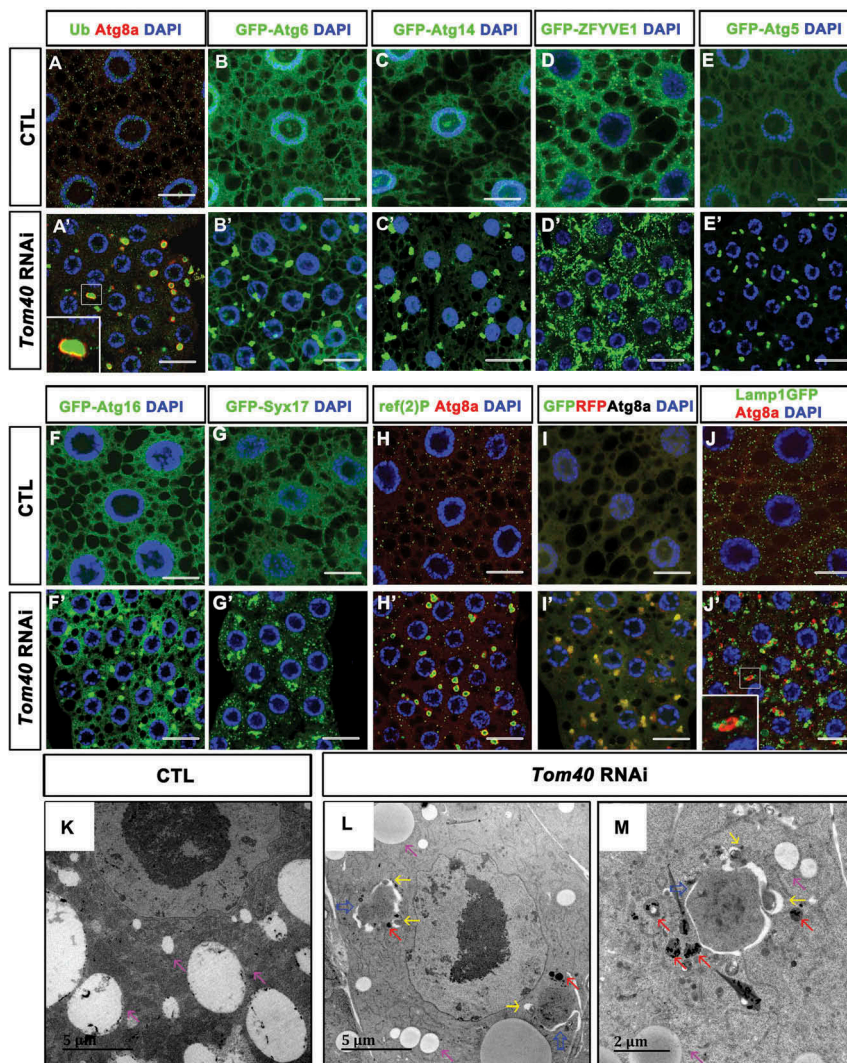 Ub Atg8a DAPI
GFP-Atg6 DAPI
GFP-Atg14 DAPI
GFP-ZFYVE1 DAPI
GFP-Atg5 DAPI
CTL
A
B
C
D
E
Tom40 RNAi
A'
B'
C'
D'
E'
GFP-Atg16 DAPI
GFP-Syx17 DAPI
ref(2)P Atg8a DAPI
GFPRFPAtg8a DAPI
Lamp1GFP
Atg8a DAPI
CTL
F
G
H
I
J
Tom40 RNAi
F'
G'
H'
I'
J'
CTL
Tom40 RNAi
K
L
M
5 μm
5 μm
2 μm